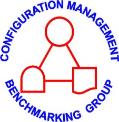 CONFIGURATION MANAGEMENT
BENCHMARKING GROUP